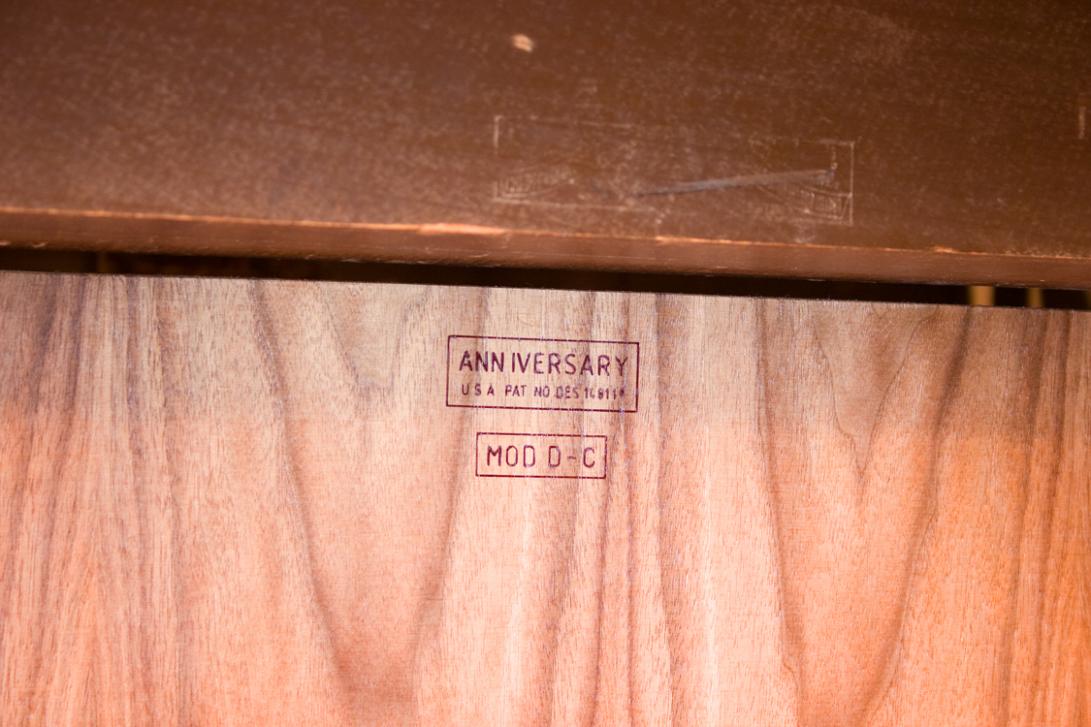 ANNIVERSARY
USA PAT NO DES
MOD D-C